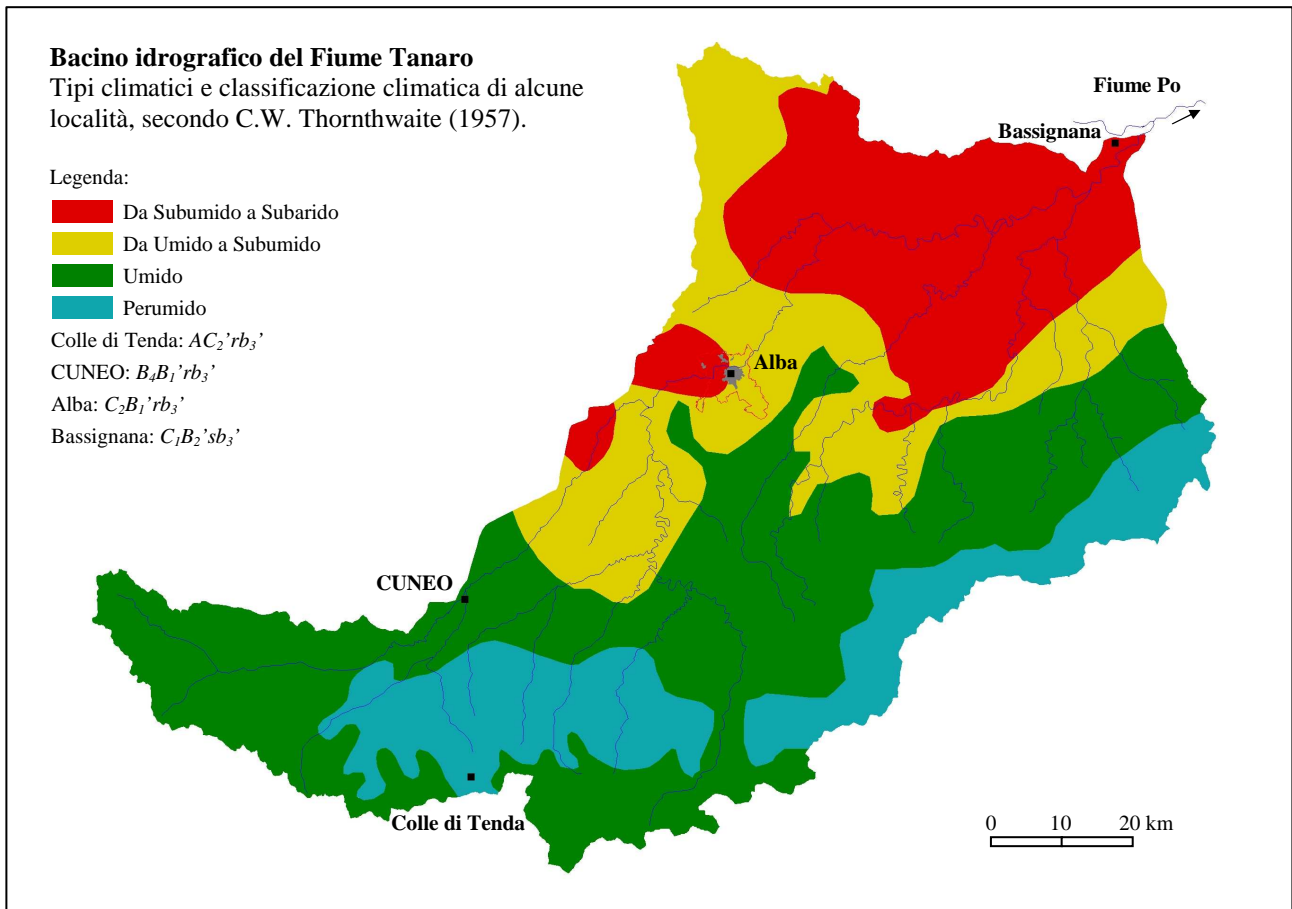 Bacino idrografico del Fiume Tanaro
Tipi climatici e classificazione climatica di alcune
località, secondo C.W. Thornthwaite (1957).
Legenda:
Da Subumido a Subarido
Da Umido a Subumido
Umido
Perumido
Colle di Tenda: AC₂’rb₃’
CUNEO: B₄B₁’rb₃’
Alba: C₂B₁’rb₃’
Bassignana: C₁B₂’sb₃’
Fiume Po
Bassignana
Alba
CUNEO
Colle di Tenda
0 10 20 km